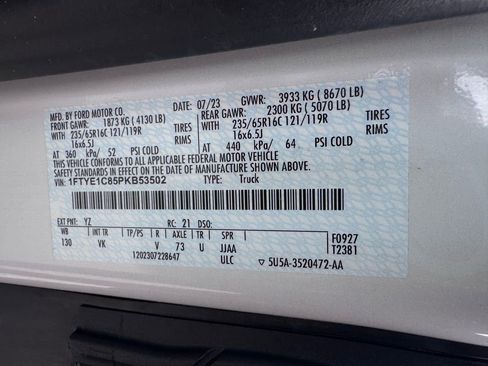 MFD. BY FORD MOTOR CO. 07/23 GVWR: 3933 KG ( 8670 LB)
FRONT GAWR: 1873 KG ( 4130 LB) REAR GAWR: 2300 KG ( 5070 LB)
WITH 235/65R16C 121/119R TIRES WITH 235/65R16C 121/119R TIRES
16x6.5J 16x6.5J
AT 360 kPa/ 52 PSI COLD AT 440 kPa/ 64 PSI COLD
THIS VEHICLE CONFORMS TO ALL APPLICABLE FEDERAL MOTOR VEHICLE
SAFETY STANDARDS IN EFFECT ON THE DATE OF MANUFACTURE SHOWN ABOVE.
VIN: 1FTYE1C85PKB53502 TYPE: Truck
EXT PNT: YZ RC: 21 DSO:
WB INT TR TP/PS R AXLE TR SPR F0927
130 VK V 73 U JJAA T2381
1202307228647 ULC 5U5A-3520472-AA